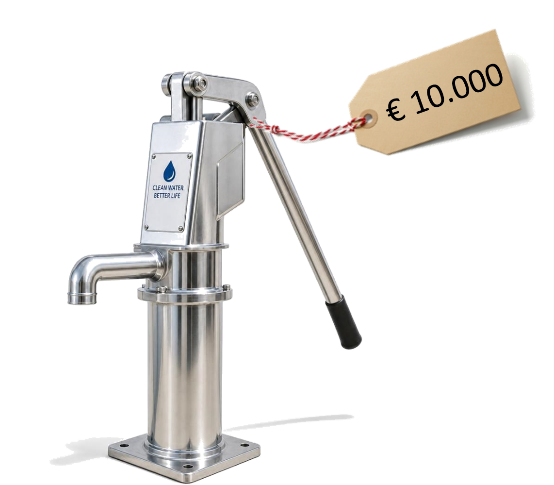 € 10.000
CLEAN WATER
BETTER LIFE